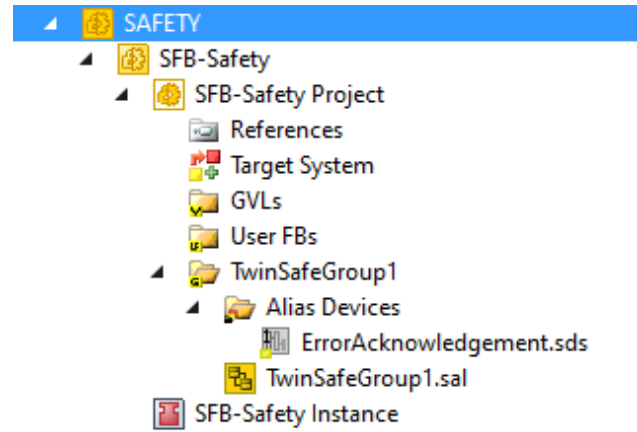 SAFETY
SFB-Safety
SFB-Safety Project
References
Target System
GVLs
User FBs
TwinSafeGroup1
Alias Devices
ErrorAcknowledgement.sds
TwinSafeGroup1.sal
SFB-Safety Instance